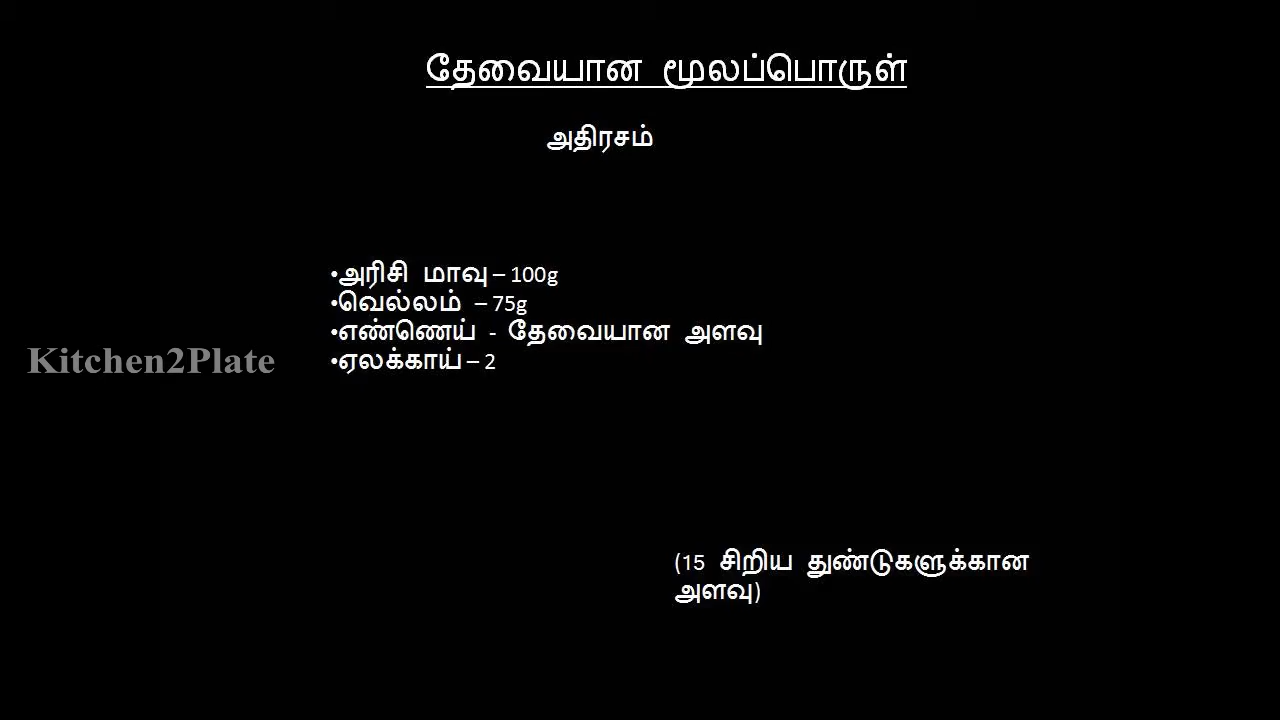 தேவையான மூலப்பொருள்
அதிரசம்
•அரிசி மாவு – 100g
•வெல்லம் – 75g
•எண்ணெய் - தேவையான அளவு
Kitchen2Plate
•ஏலக்காய் – 2
(15 சிறிய துண்டுகளுக்கான
அளவு)